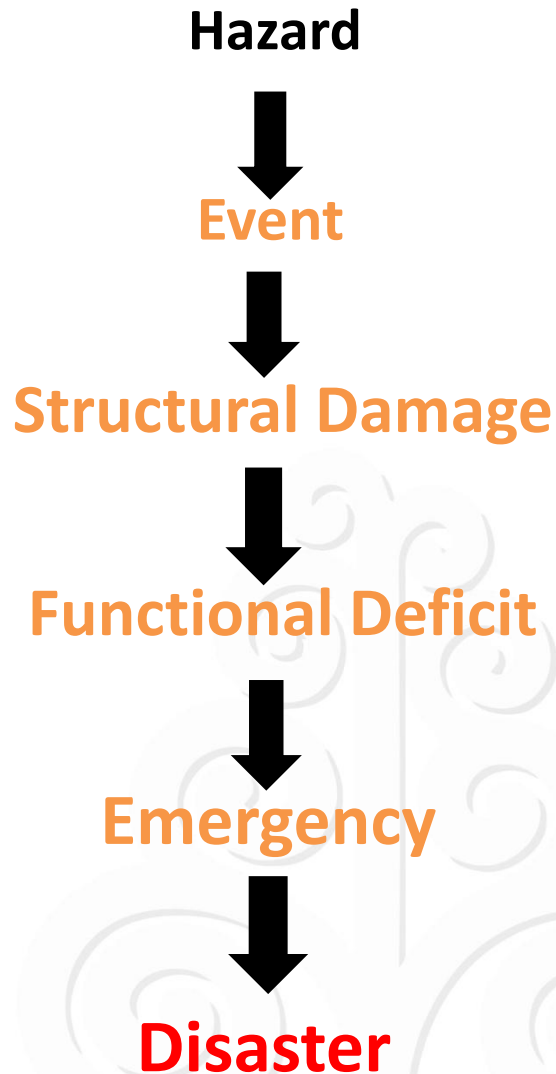 Hazard
Event
Structural Damage
Functional Deficit
Emergency
Disaster